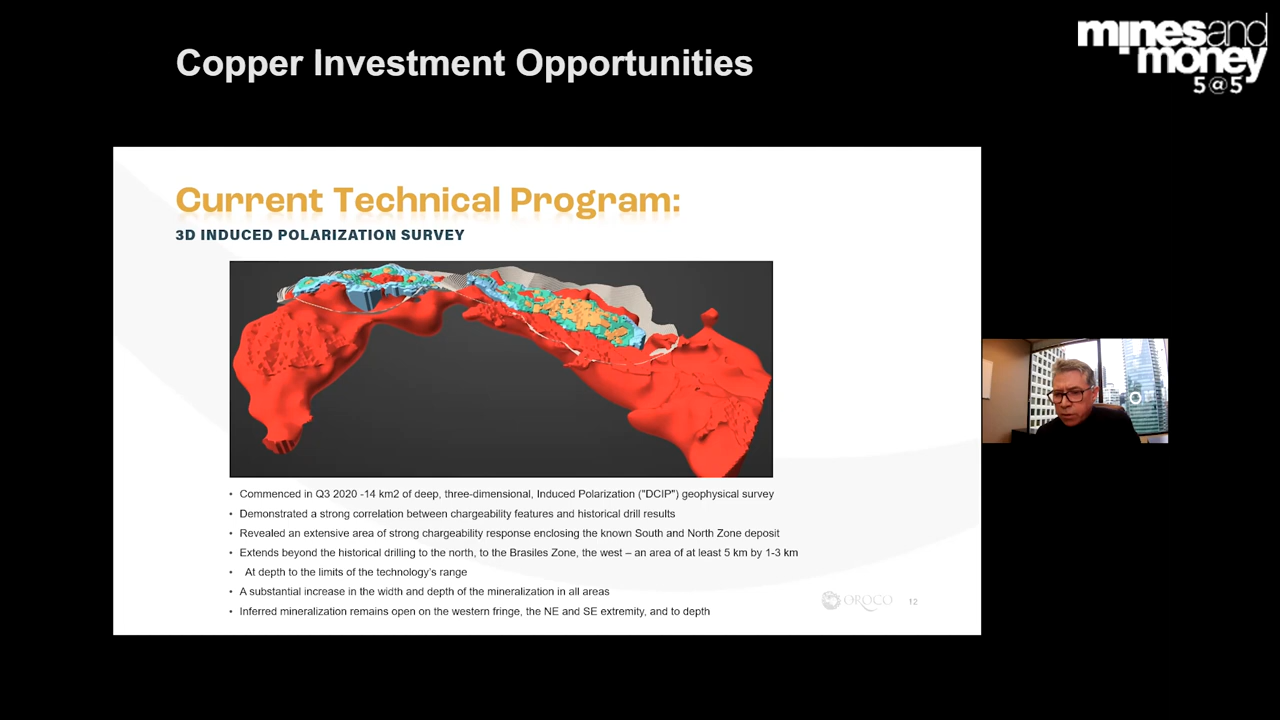 Copper Investment Opportunities
mines and
money
5@5
Current Technical Program:
3D INDUCED POLARIZATION SURVEY
• Commenced in Q3 2020 -14 km2 of deep, three-dimensional, Induced Polarization ("DCIP") geophysical survey
• Demonstrated a strong correlation between chargeability features and historical drill results
• Revealed an extensive area of strong chargeability response enclosing the known South and North Zone deposit
• Extends beyond the historical drilling to the north, to the Brasiles Zone, the west – an area of at least 5 km by 1-3 km
• At depth to the limits of the technology's range
• A substantial increase in the width and depth of the mineralization in all areas
• Inferred mineralization remains open on the western fringe, the NE and SE extremity, and to depth
OROCO 12